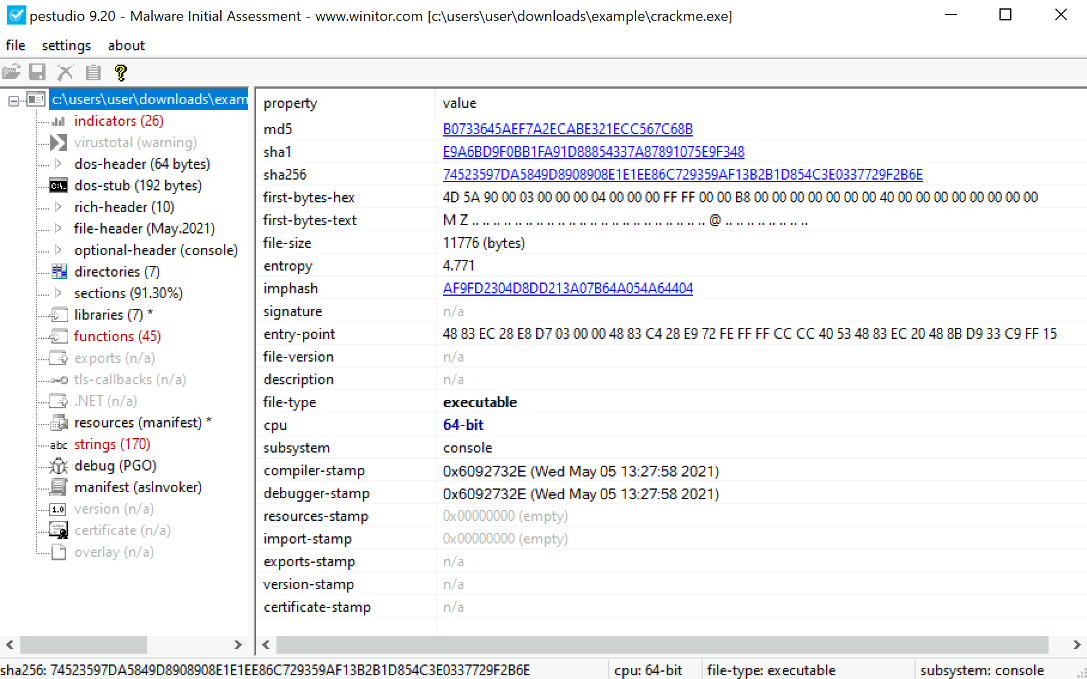 pestudio 9.20 - Malware Initial Assessment - www.winitor.com [c:\users\user\downloads\example\crackme.exe]
file settings about
c:\users\user\downloads\exam
indicators (26)
virustotal (warning)
dos-header (64 bytes)
dos-stub (192 bytes)
rich-header (10)
file-header (May.2021)
optional-header (console)
directories (7)
sections (91.30%)
libraries (7) *
functions (45)
exports (n/a)
tls-callbacks (n/a)
.NET (n/a)
resources (manifest) *
abc strings (170)
debug (PGO)
manifest (asInvoker)
1.0 version (n/a)
certificate (n/a)
overlay (n/a)
property value
md5 B0733645AEF7A2ECABE321ECC567C68B
sha1 E9A6BD9F0BB1FA91D88854337A87891075E9F348
sha256 74523597DA5849D8908908E1E1EE86C729359AF13B2B1D854C3E0337729F2B6E
first-bytes-hex 4D 5A 90 00 03 00 00 00 04 00 00 00 FF FF 00 00 B8 00 00 00 00 00 00 00 40 00 00 00 00 00 00 00 00
first-bytes-text M Z .. .. .. .. .. .. .. .. .. .. .. .. .. .. .. .. .. .. .. .. .. .. @ .. .. .. .. .. .. ..
file-size 11776 (bytes)
entropy 4.771
imphash AF9FD2304D8DD213A07B64A054A64404
signature n/a
entry-point 48 83 EC 28 E8 D7 03 00 00 48 83 C4 28 E9 72 FE FF FF CC CC 40 53 48 83 EC 20 48 8B D9 33 C9 FF 15
file-version n/a
description n/a
file-type executable
cpu 64-bit
subsystem console
compiler-stamp 0x6092732E (Wed May 05 13:27:58 2021)
debugger-stamp 0x6092732E (Wed May 05 13:27:58 2021)
resources-stamp 0x00000000 (empty)
import-stamp 0x00000000 (empty)
exports-stamp n/a
version-stamp n/a
certificate-stamp n/a
sha256: 74523597DA5849D8908908E1E1EE86C729359AF13B2B1D854C3E0337729F2B6E cpu: 64-bit file-type: executable subsystem: console